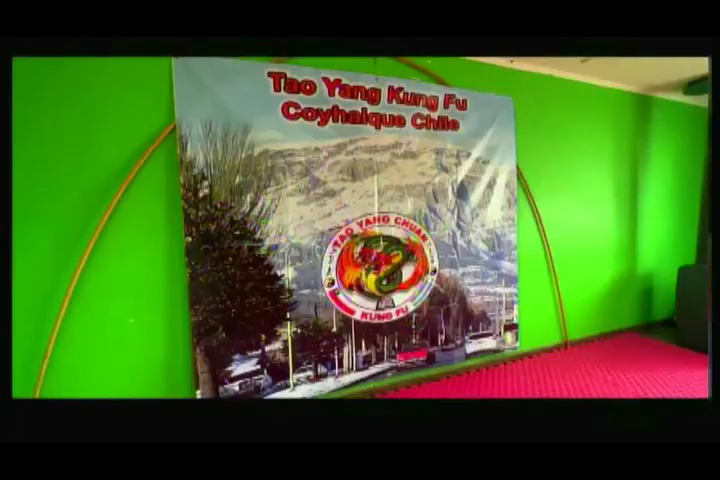 Tao Yang Kung Fu
Coyhaique Chile
TAO YANG CHUAN
KUNG FU